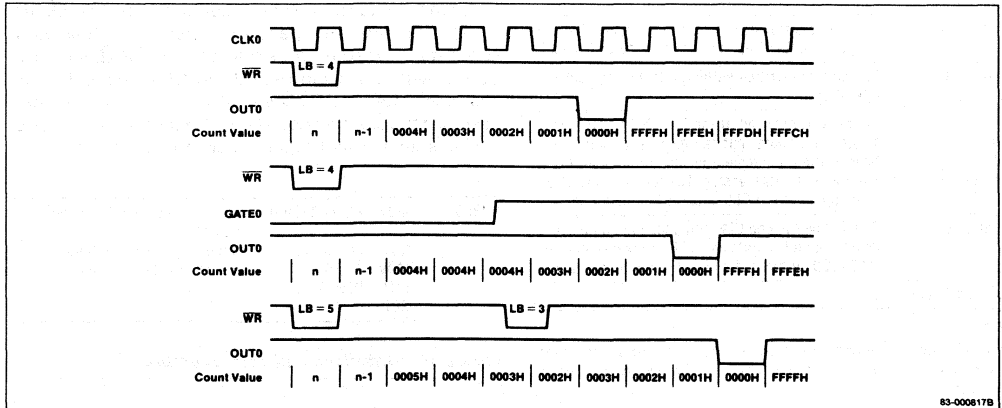 CLK0
WR LB = 4
OUT0
Count Value n n-1 0004H 0003H 0002H 0001H 0000H FFFFH FFFEH FFFDH FFFCH
WR LB = 4
GATE0
OUT0
Count Value n n-1 0004H 0004H 0004H 0003H 0002H 0001H 0000H FFFFH FFFEH
WR LB = 5 LB = 3
OUT0
Count Value n n-1 0005H 0004H 0003H 0002H 0003H 0002H 0001H 0000H FFFFH
83-000817B